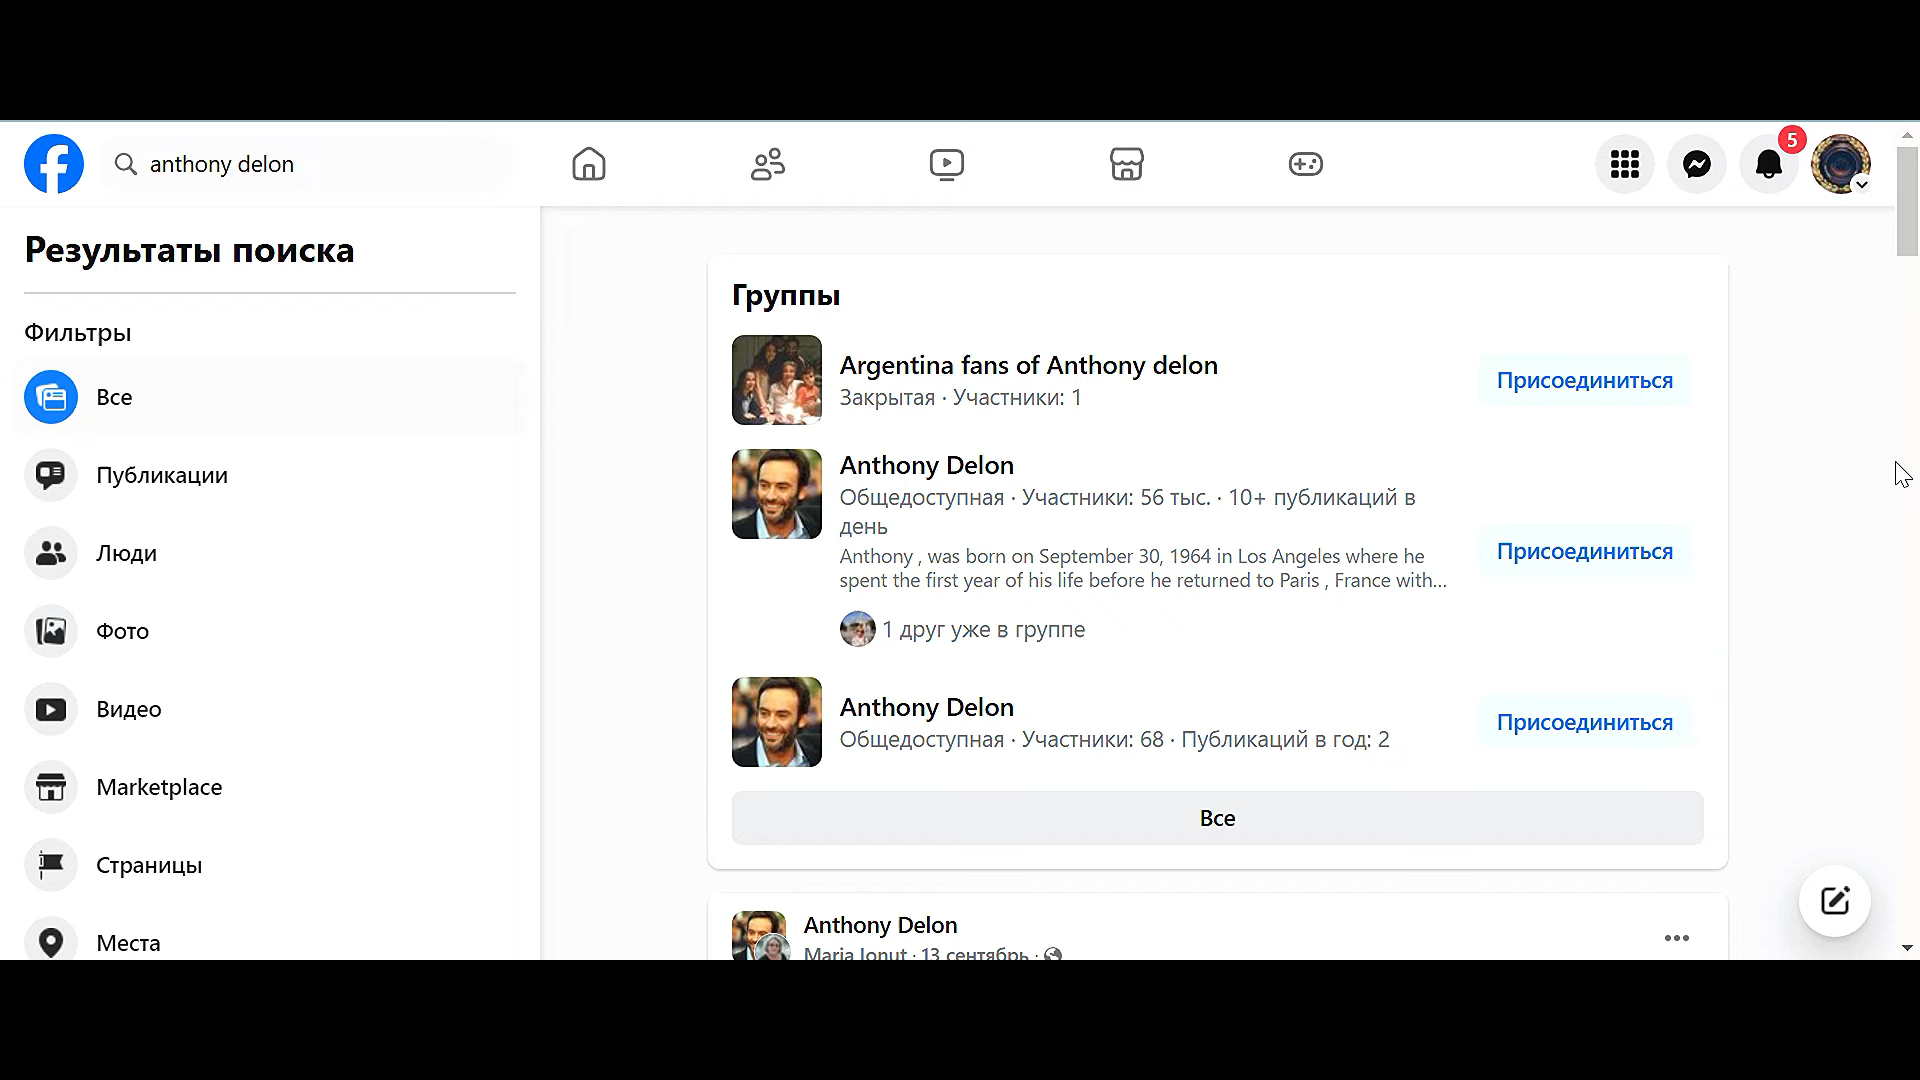 anthony delon
5
Результаты поиска
Фильтры
Все
Публикации
Люди
Фото
Видео
Marketplace
Страницы
Места
Группы
Argentina fans of Anthony delon
Закрытая · Участники: 1
Присоединиться
Anthony Delon
Общедоступная · Участники: 56 тыс. · 10+ публикаций в
день
Anthony , was born on September 30, 1964 in Los Angeles where he
spent the first year of his life before he returned to Paris , France with...
1 друг уже в группе
Присоединиться
Anthony Delon
Общедоступная · Участники: 68 · Публикаций в год: 2
Присоединиться
Все
Anthony Delon
Maria Ionut · 13 сентябрь ·